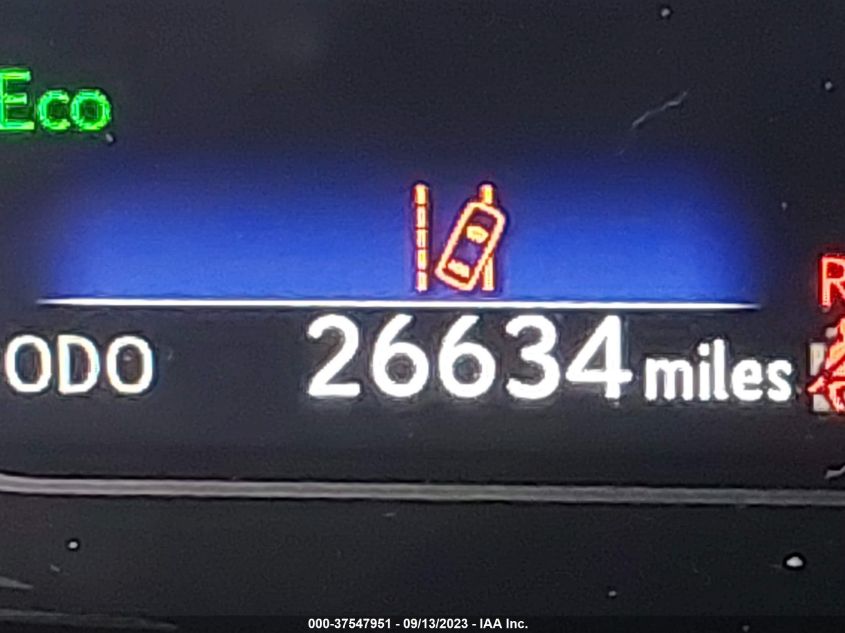 Eco
R
ODO 26634 miles
000-37547951 - 09/13/2023 - IAA Inc.